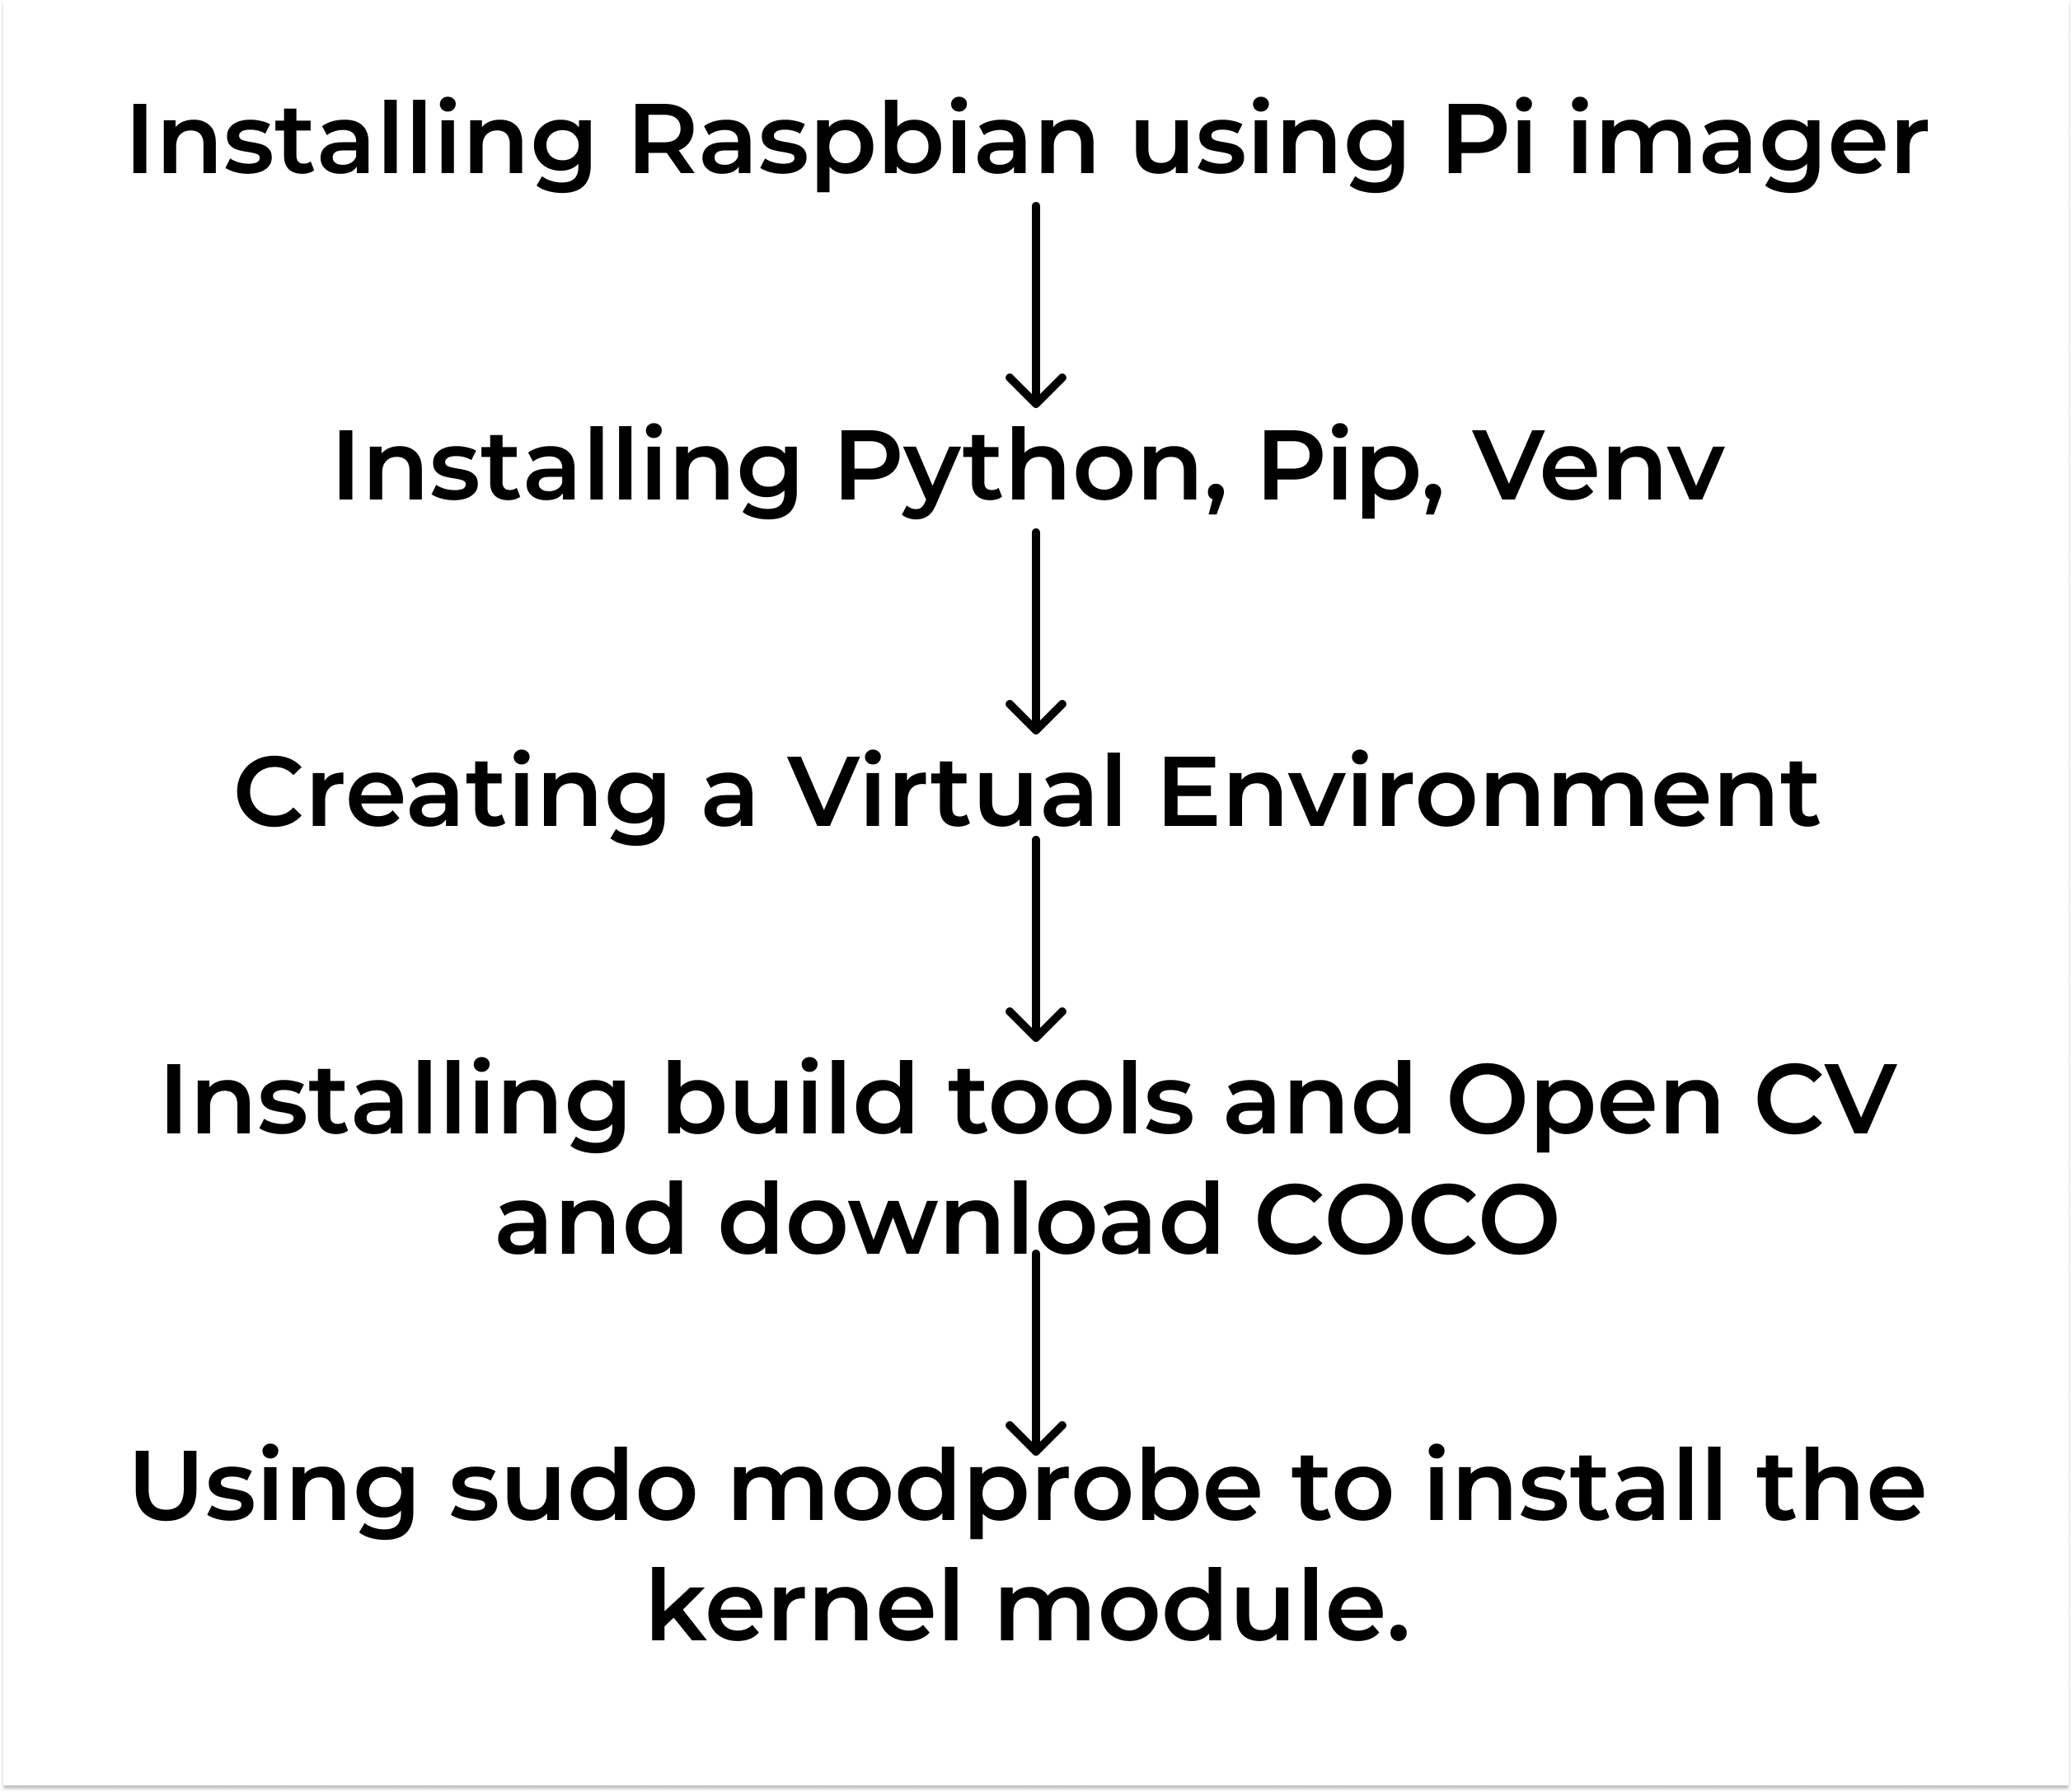 Installing Raspbian using Pi imager
Installing Python, Pip, Venv
Creating a Virtual Environment
Installing build tools and Open CV
and download COCO
Using sudo modprobe to install the
kernel module.